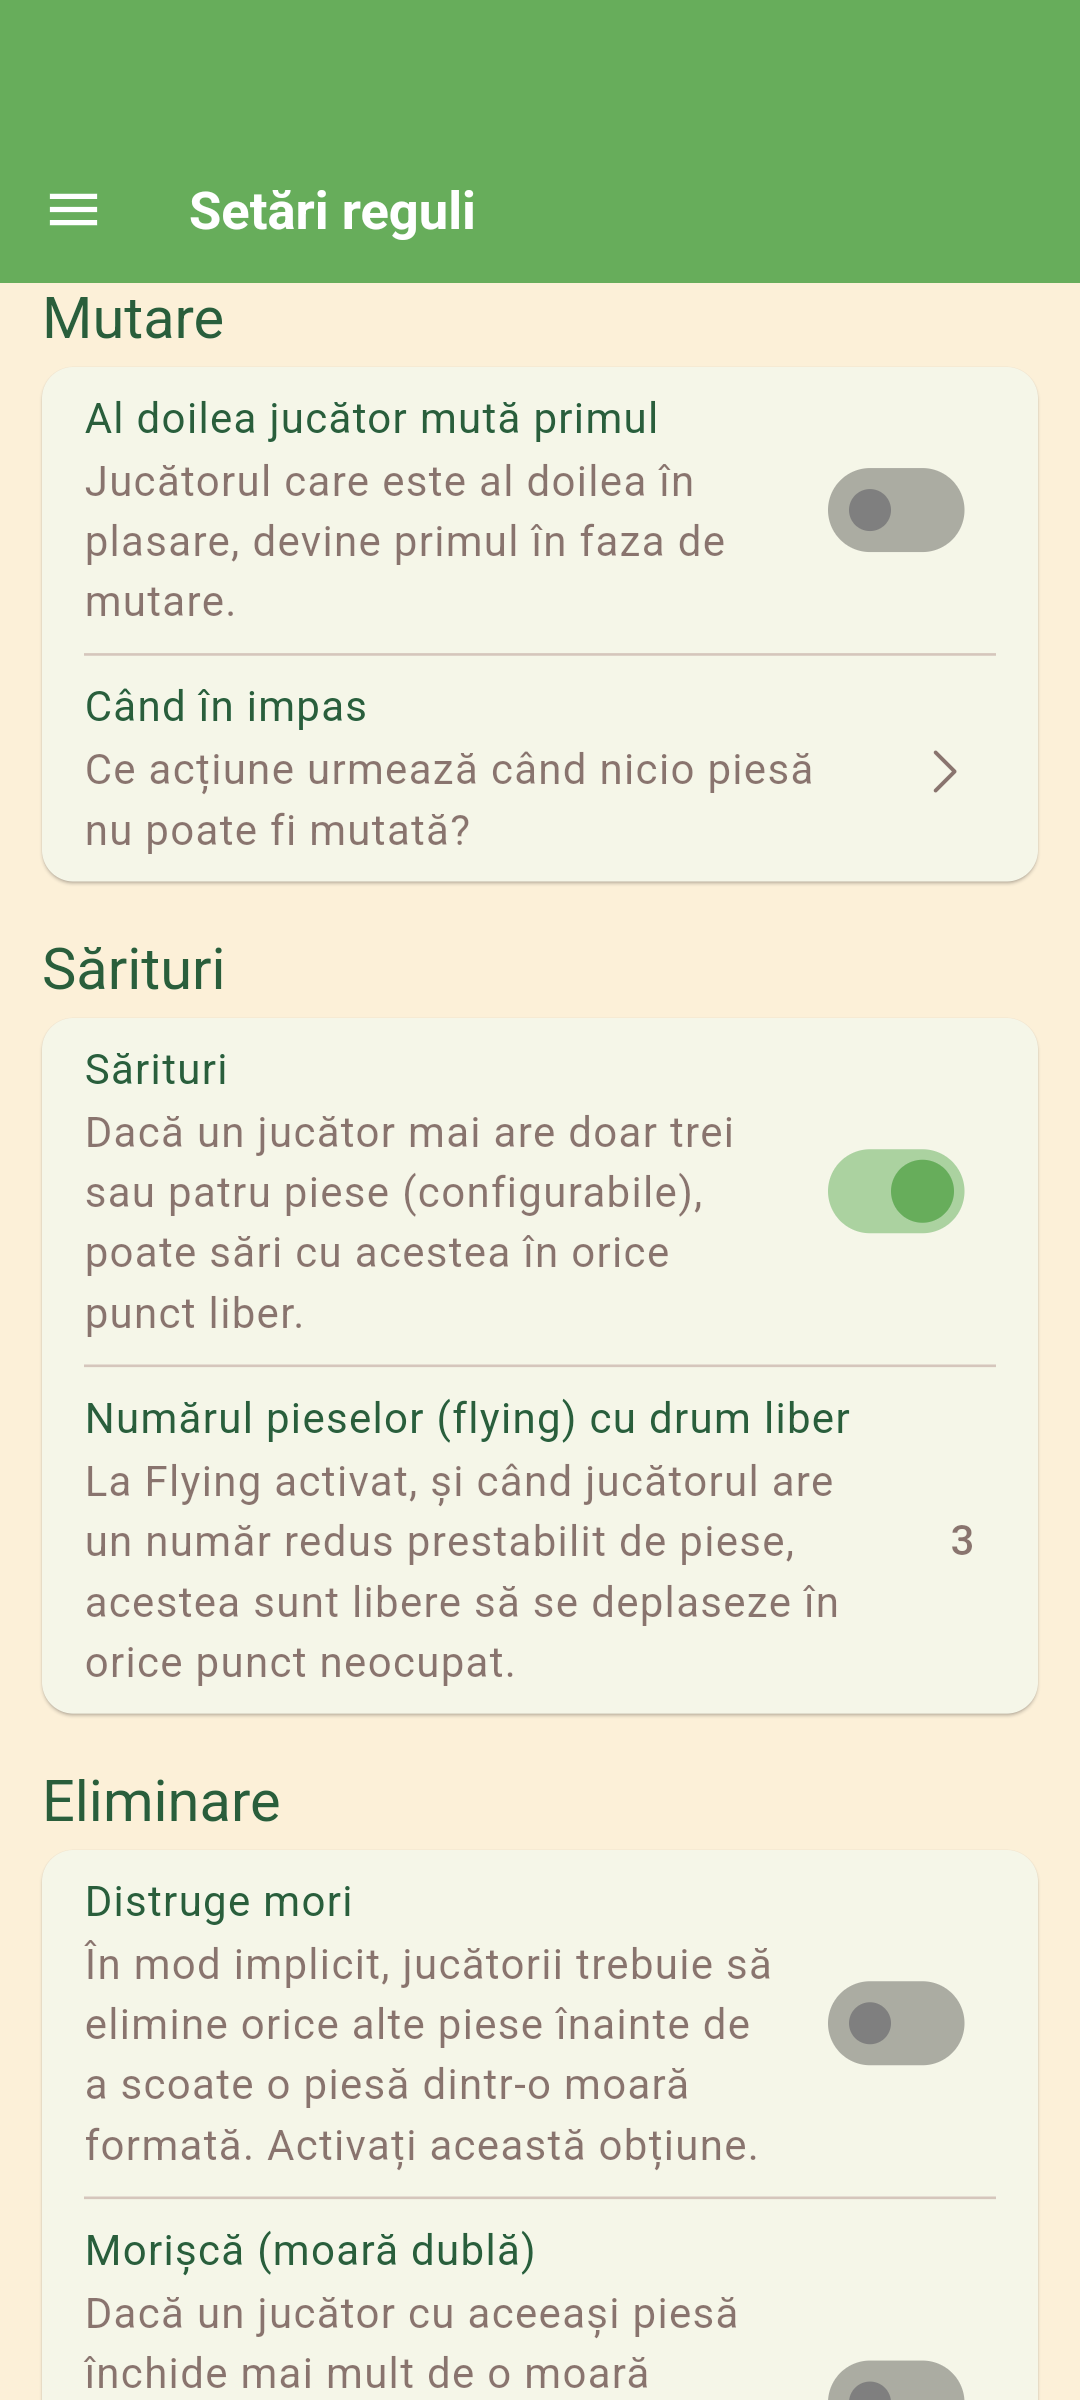 Setări reguli
Mutare
Al doilea jucător mută primul
Jucătorul care este al doilea în
plasare, devine primul în faza de
mutare.
Când în impas
Ce acțiune urmează când nicio piesă
nu poate fi mutată?
Sărituri
Sărituri
Dacă un jucător mai are doar trei
sau patru piese (configurabile),
poate sări cu acestea în orice
punct liber.
Numărul pieselor (flying) cu drum liber
La Flying activat, și când jucătorul are
un număr redus prestabilit de piese,
acestea sunt libere să se deplaseze în
orice punct neocupat.
3
Eliminare
Distruge mori
În mod implicit, jucătorii trebuie să
elimine orice alte piese înainte de
a scoate o piesă dintr-o moară
formată. Activați această obțiune.
Morișcă (moară dublă)
Dacă un jucător cu aceeași piesă
închide mai mult de o moară